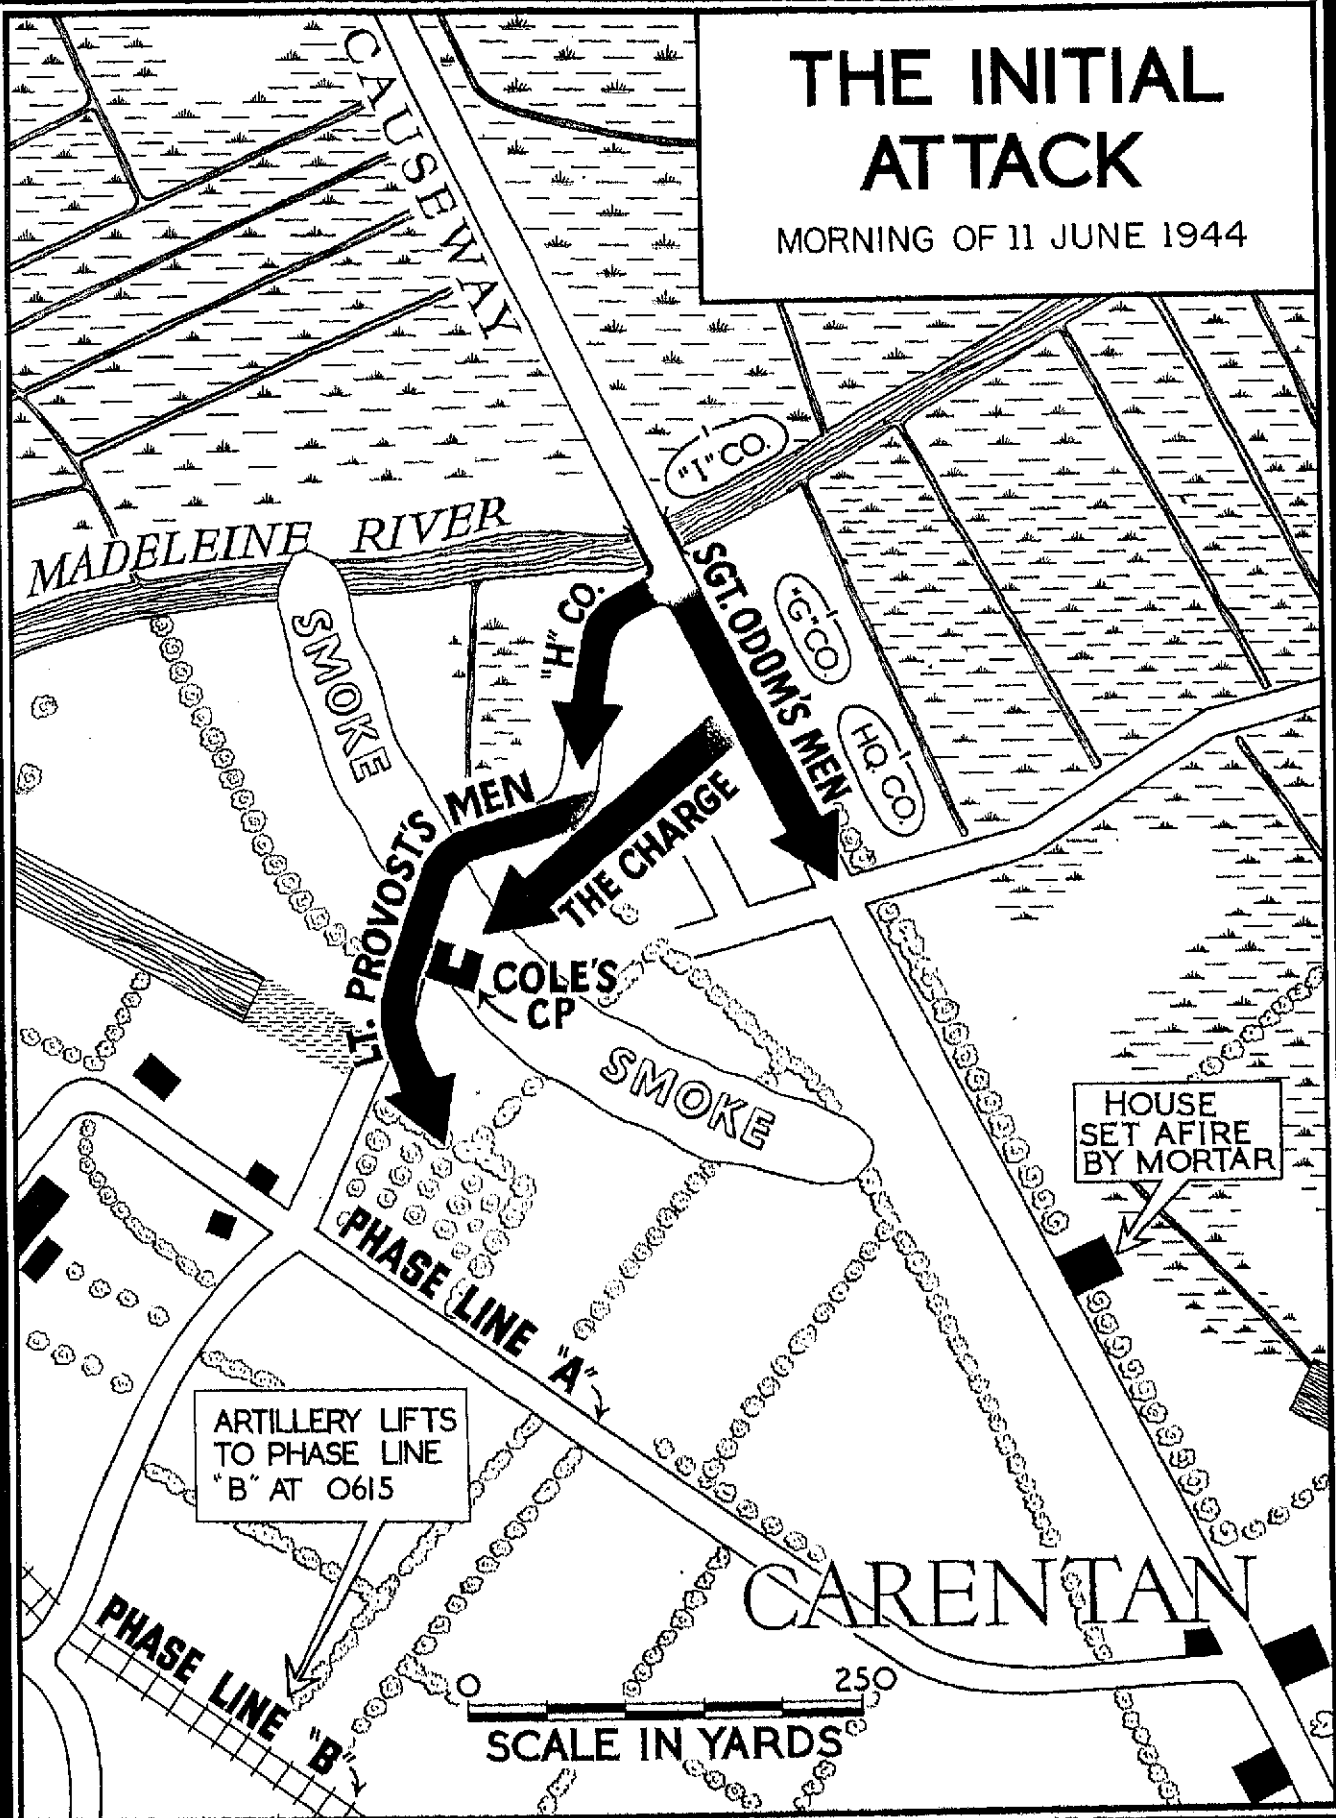 THE INITIAL
ATTACK
MORNING OF 11 JUNE 1944
CAUSEWAY
"I" CO.
MADELEINE RIVER
SGT. ODOM'S MEN
"G" CO.
"H" CO.
SMOKE
HQ. CO.
LT. PROVOST'S MEN
THE CHARGE
COLE'S
CP
SMOKE
HOUSE
SET AFIRE
BY MORTAR
PHASE LINE "A"
ARTILLERY LIFTS
TO PHASE LINE
"B" AT 0615
CARENTAN
PHASE LINE "B"
0 250
SCALE IN YARDS